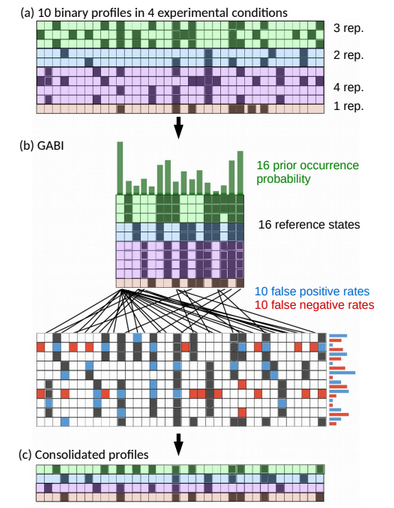 (a) 10 binary profiles in 4 experimental conditions
3 rep.
2 rep.
4 rep.
1 rep.
(b) GABI
16 prior occurrence
probability
16 reference states
10 false positive rates
10 false negative rates
(c) Consolidated profiles